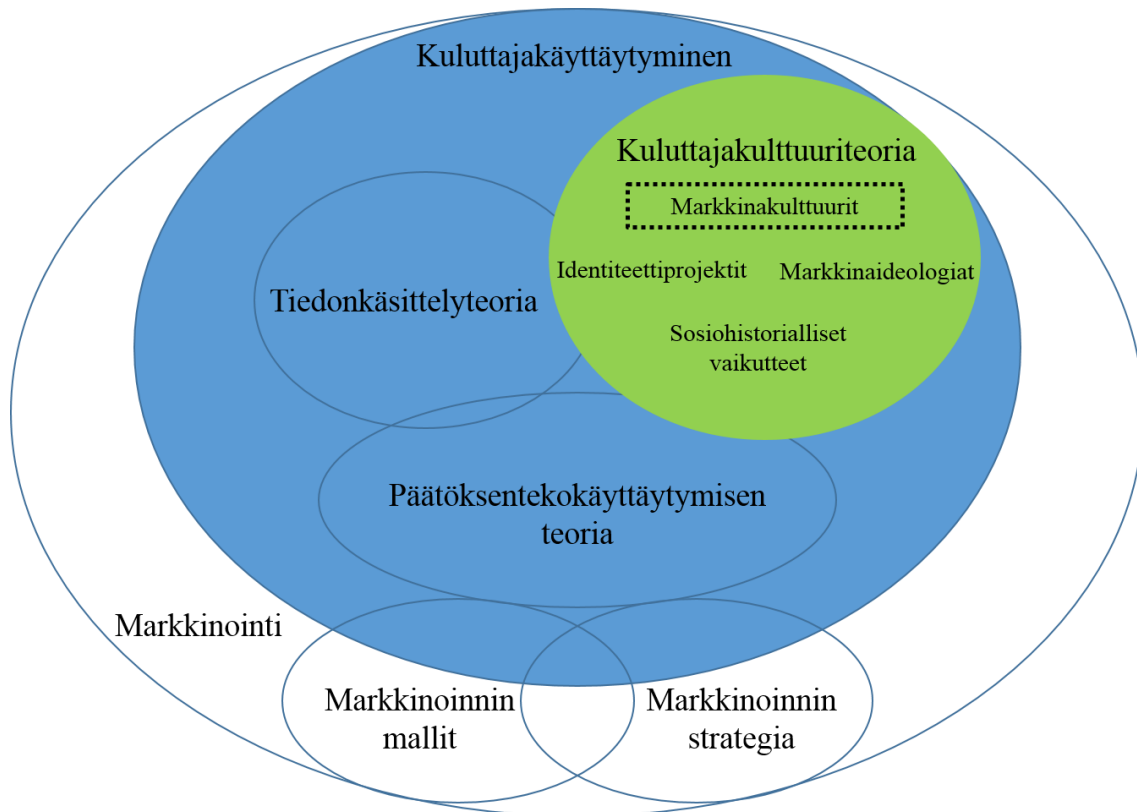 Kuluttajakäyttäytyminen
Kuluttajakulttuuriteoria
Markkinakulttuurit
Identiteettiprojektit
Markkinaideologiat
Tiedonkäsittelyteoria
Sosiohistorialliset
vaikutteet
Päätöksentekokäyttäytymisen
teoria
Markkinointi
Markkinoinnin
mallit
Markkinoinnin
strategia